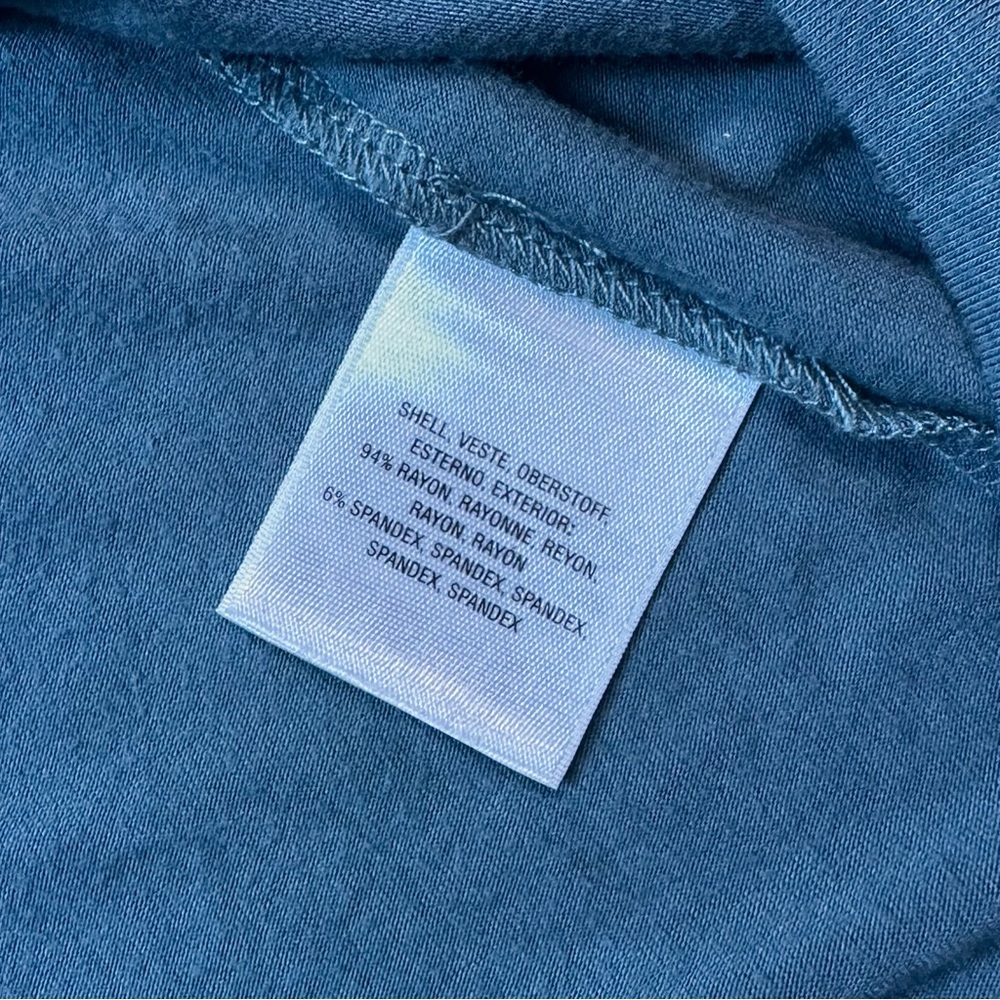 SHELL, VESTE, OBERSTOFF,
ESTERNO, EXTERIOR:
94% RAYON, RAYONNE, REYON,
RAYON, RAYON
6% SPANDEX, SPANDEX, SPANDEX,
SPANDEX, SPANDEX